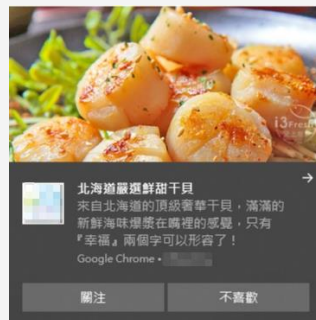 i3Fresh
北海道嚴選鮮甜干貝
來自北海道的頂級奢華干貝，滿滿的
新鮮海味爆漿在嘴裡的感覺，只有
『幸福』兩個字可以形容了！
Google Chrome •
關注
不喜歡